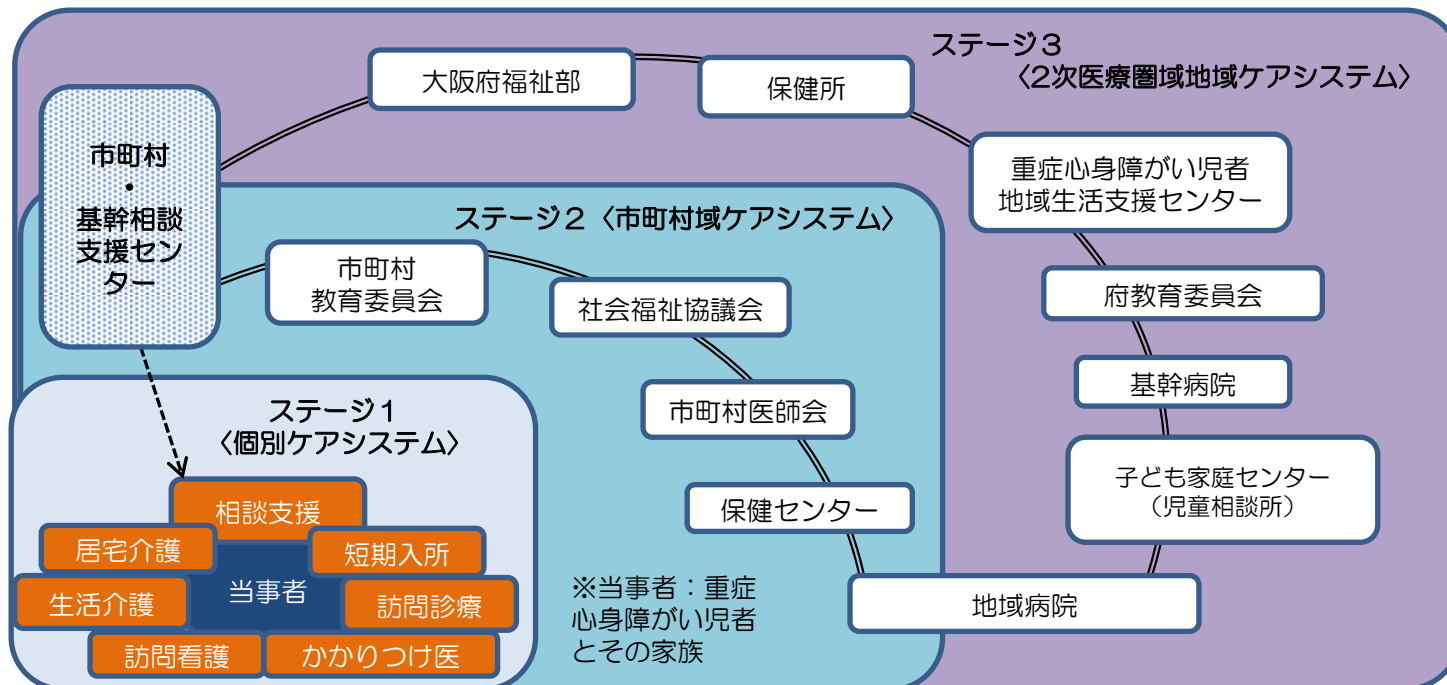 ステージ３
〈２次医療圏域地域ケアシステム〉
大阪府福祉部
保健所
市町村
・
基幹相談
支援セン
ター
重症心身障がい児者
地域生活支援センター
ステージ２〈市町村域ケアシステム〉
市町村
教育委員会
社会福祉協議会
府教育委員会
基幹病院
市町村医師会
ステージ１
〈個別ケアシステム〉
子ども家庭センター
（児童相談所）
保健センター
相談支援
居宅介護
短期入所
当事者
生活介護
訪問診療
訪問看護
かかりつけ医
※当事者：重症
心身障がい児者
とその家族
地域病院